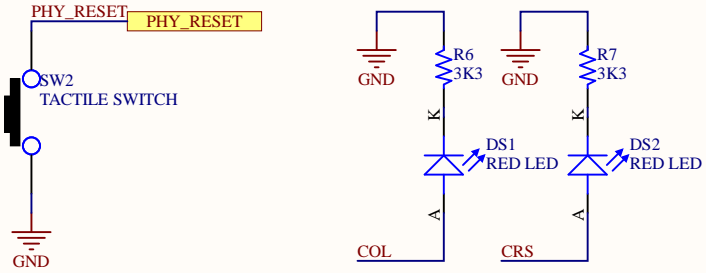 PHY_RESET
PHY_RESET
SW2
TACTILE SWITCH
GND
GND
R6
3K3
K
DS1
RED LED
A
COL
GND
R7
3K3
K
DS2
RED LED
A
CRS